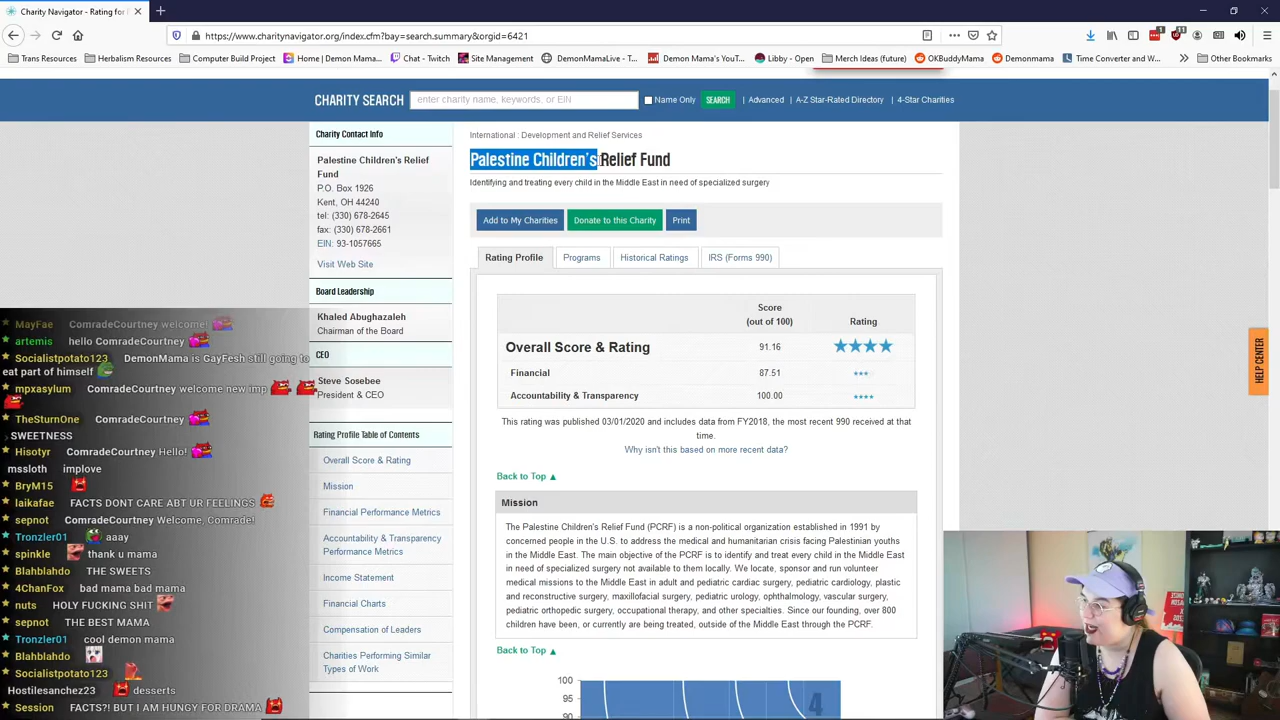 Charity Navigator - Rating for F
https://www.charitynavigator.org/index.cfm?bay=search.summary&orgid=6421
Trans Resources
Herbalism Resources
Computer Build Project
Home | Demon Mama...
Chat - Twitch
Site Management
DemonMamaLive - T...
Demon Mama's YouT...
Libby - Open
Merch Ideas (future)
OKBuddyMama
Demonmama
Time Converter and W...
Other Bookmarks
CHARITY SEARCH
enter charity name, keywords, or EIN
Name Only
SEARCH
| Advanced | A-Z Star-Rated Directory | 4-Star Charities
Charity Contact Info
Palestine Children's Relief
Fund
P.O. Box 1926
Kent, OH 44240
tel: (330) 678-2645
fax: (330) 678-2661
EIN: 93-1057665
Visit Web Site
Board Leadership
Khaled Abughazaleh
Chairman of the Board
CEO
Steve Sosebee
President & CEO
Rating Profile Table of Contents
Overall Score & Rating
Mission
Financial Performance Metrics
Accountability & Transparency
Performance Metrics
Income Statement
Financial Charts
Compensation of Leaders
Charities Performing Similar
Types of Work
International : Development and Relief Services
Palestine Children's Relief Fund
Identifying and treating every child in the Middle East in need of specialized surgery
Add to My Charities
Donate to this Charity
Print
Rating Profile
Programs
Historical Ratings
IRS (Forms 990)
Score
(out of 100)
Rating
Overall Score & Rating 91.16
Financial 87.51
Accountability & Transparency 100.00
This rating was published 03/01/2020 and includes data from FY2018, the most recent 990 received at that
time.
Why isn't this based on more recent data?
Back to Top ▲
Mission
The Palestine Children's Relief Fund (PCRF) is a non-political organization established in 1991 by
concerned people in the U.S. to address the medical and humanitarian crisis facing Palestinian youths
in the Middle East. The main objective of the PCRF is to identify and treat every child in the Middle East
in need of specialized surgery not available to them locally. We locate, sponsor and run volunteer
medical missions to the Middle East in adult and pediatric cardiac surgery, pediatric cardiology, plastic
and reconstructive surgery, maxillofacial surgery, pediatric urology, ophthalmology, vascular surgery,
pediatric orthopedic surgery, occupational therapy, and other specialties. Since our founding, over 800
children have been, or currently are being treated, outside of the Middle East through the PCRF.
Back to Top ▲
100
95
90
4
HELP CENTER
MayFae ComradeCourtney welcome!
artemis hello ComradeCourtney
Socialistpotato123 DemonMama is GayFesh still going to
eat part of himself
mpxasylum ComradeCourtney welcome new imp
TheSturnOne ComradeCourtney
SWEETNESS
Hisotyr ComradeCourtney Hello!
mssloth implove
BryM15
laikafae FACTS DONT CARE ABT UR FEELINGS
sepnot ComradeCourtney Welcome, Comrade!
Tronzler01 aaay
spinkle thank u mama
Blahblahdo THE SWEETS
4ChanFox bad mama bad mama
nuts HOLY FUCKING SHIT
sepnot THE BEST MAMA
Tronzler01 cool demon mama
Blahblahdo
Socialistpotato123
Hostilesanchez23 desserts
Session FACTS?! BUT I AM HUNGY FOR DRAMA